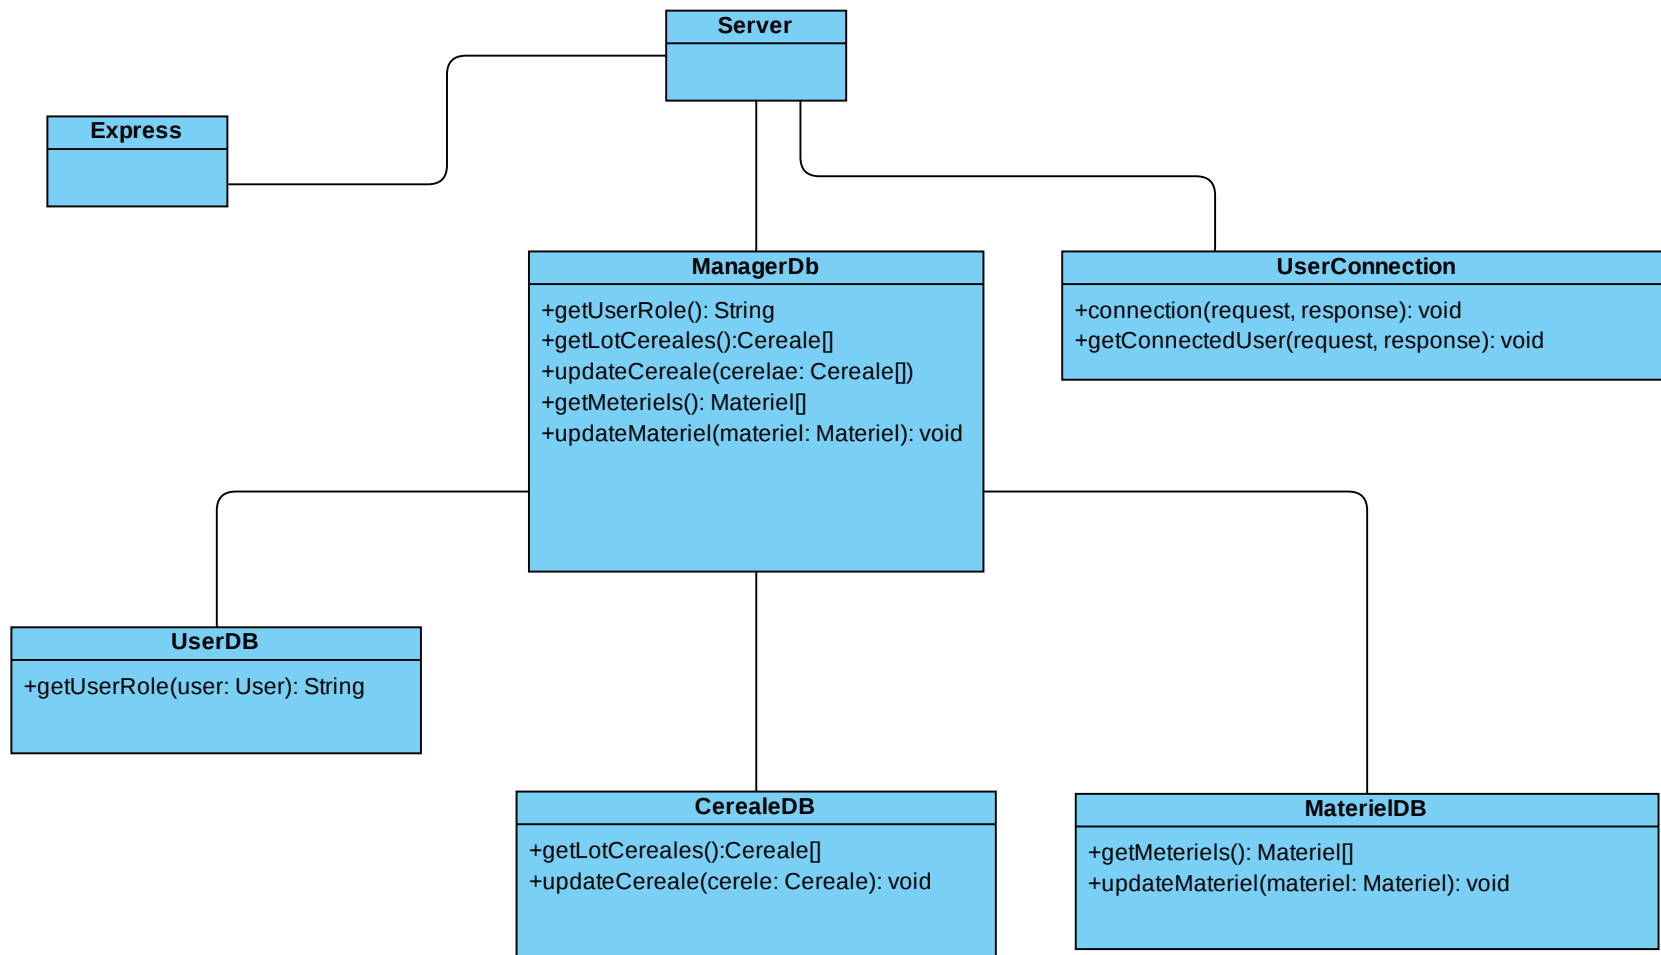 Server
Express
ManagerDb
+getUserRole(): String
+getLotCereales():Cereale[]
+updateCereale(cerelae: Cereale[])
+getMeteriels(): Materiel[]
+updateMateriel(materiel: Materiel): void
UserConnection
+connection(request, response): void
+getConnectedUser(request, response): void
UserDB
+getUserRole(user: User): String
CerealeDB
+getLotCereales():Cereale[]
+updateCereale(cerele: Cereale): void
MaterielDB
+getMeteriels(): Materiel[]
+updateMateriel(materiel: Materiel): void